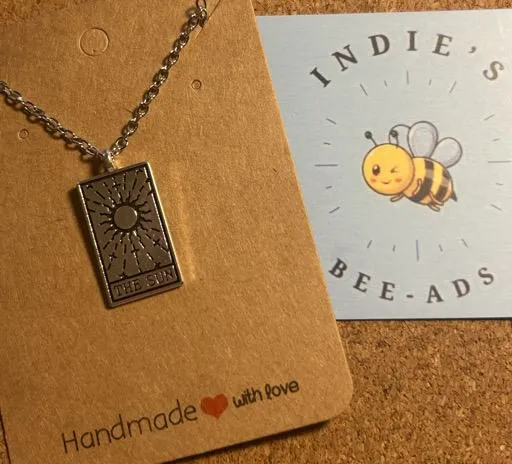 INDIE'S
BEE-ADS
THE SUN
Handmade with love